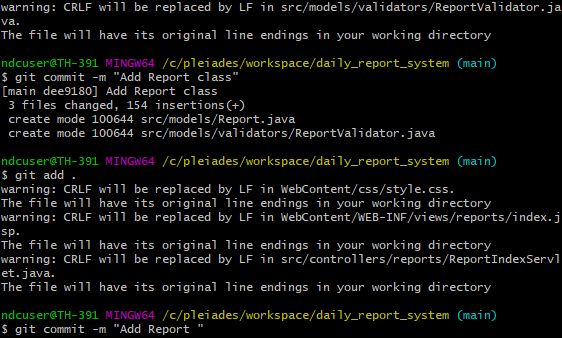 warning: CRLF will be replaced by LF in src/models/validators/ReportValidator.ja
va.
The file will have its original line endings in your working directory
ndcuser@TH-391 MINGW64 /c/pleiades/workspace/daily_report_system (main)
$ git commit -m "Add Report class"
[main dee9180] Add Report class
 3 files changed, 154 insertions(+)
 create mode 100644 src/models/Report.java
 create mode 100644 src/models/validators/ReportValidator.java
ndcuser@TH-391 MINGW64 /c/pleiades/workspace/daily_report_system (main)
$ git add .
warning: CRLF will be replaced by LF in WebContent/css/style.css.
The file will have its original line endings in your working directory
warning: CRLF will be replaced by LF in WebContent/WEB-INF/views/reports/index.j
sp.
The file will have its original line endings in your working directory
warning: CRLF will be replaced by LF in src/controllers/reports/ReportIndexServl
et.java.
The file will have its original line endings in your working directory
ndcuser@TH-391 MINGW64 /c/pleiades/workspace/daily_report_system (main)
$ git commit -m "Add Report "